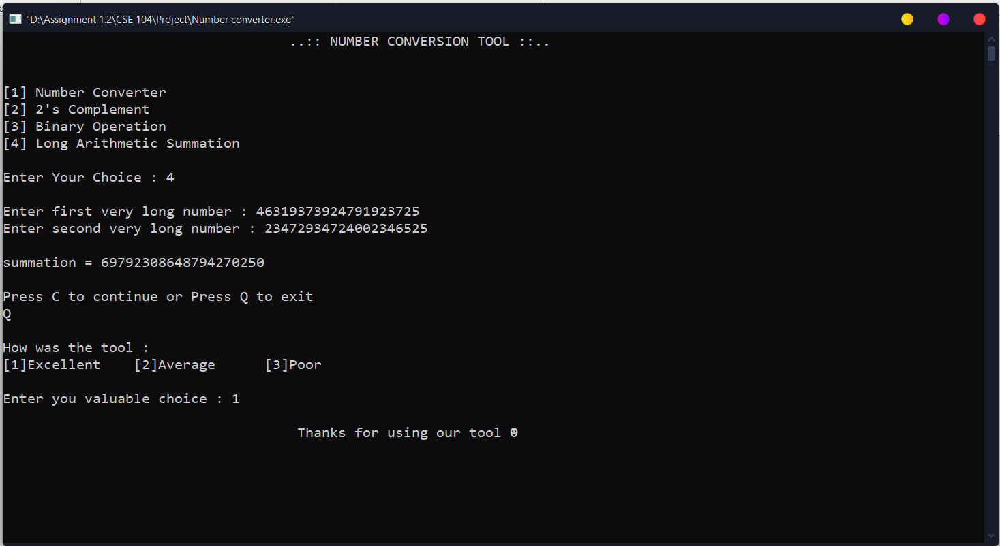 "D:\Assignment 1.2\CSE 104\Project\Number converter.exe"
..:: NUMBER CONVERSION TOOL ::..
[1] Number Converter
[2] 2's Complement
[3] Binary Operation
[4] Long Arithmetic Summation
Enter Your Choice : 4
Enter first very long number : 46319373924791923725
Enter second very long number : 23472934724002346525
summation = 69792308648794270250
Press C to continue or Press Q to exit
Q
How was the tool :
[1]Excellent [2]Average [3]Poor
Enter you valuable choice : 1
Thanks for using our tool ☻